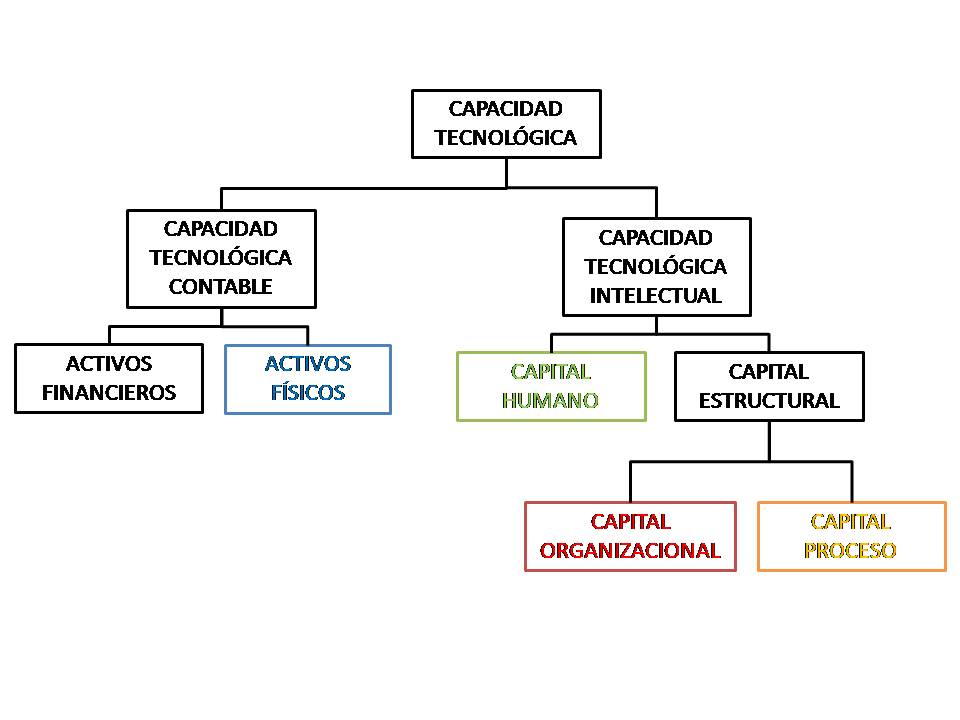 CAPACIDAD
TECNOLÓGICA
CAPACIDAD
TECNOLÓGICA
CONTABLE
CAPACIDAD
TECNOLÓGICA
INTELECTUAL
ACTIVOS
FINANCIEROS
ACTIVOS
FÍSICOS
CAPITAL
HUMANO
CAPITAL
ESTRUCTURAL
CAPITAL
ORGANIZACIONAL
CAPITAL
PROCESO